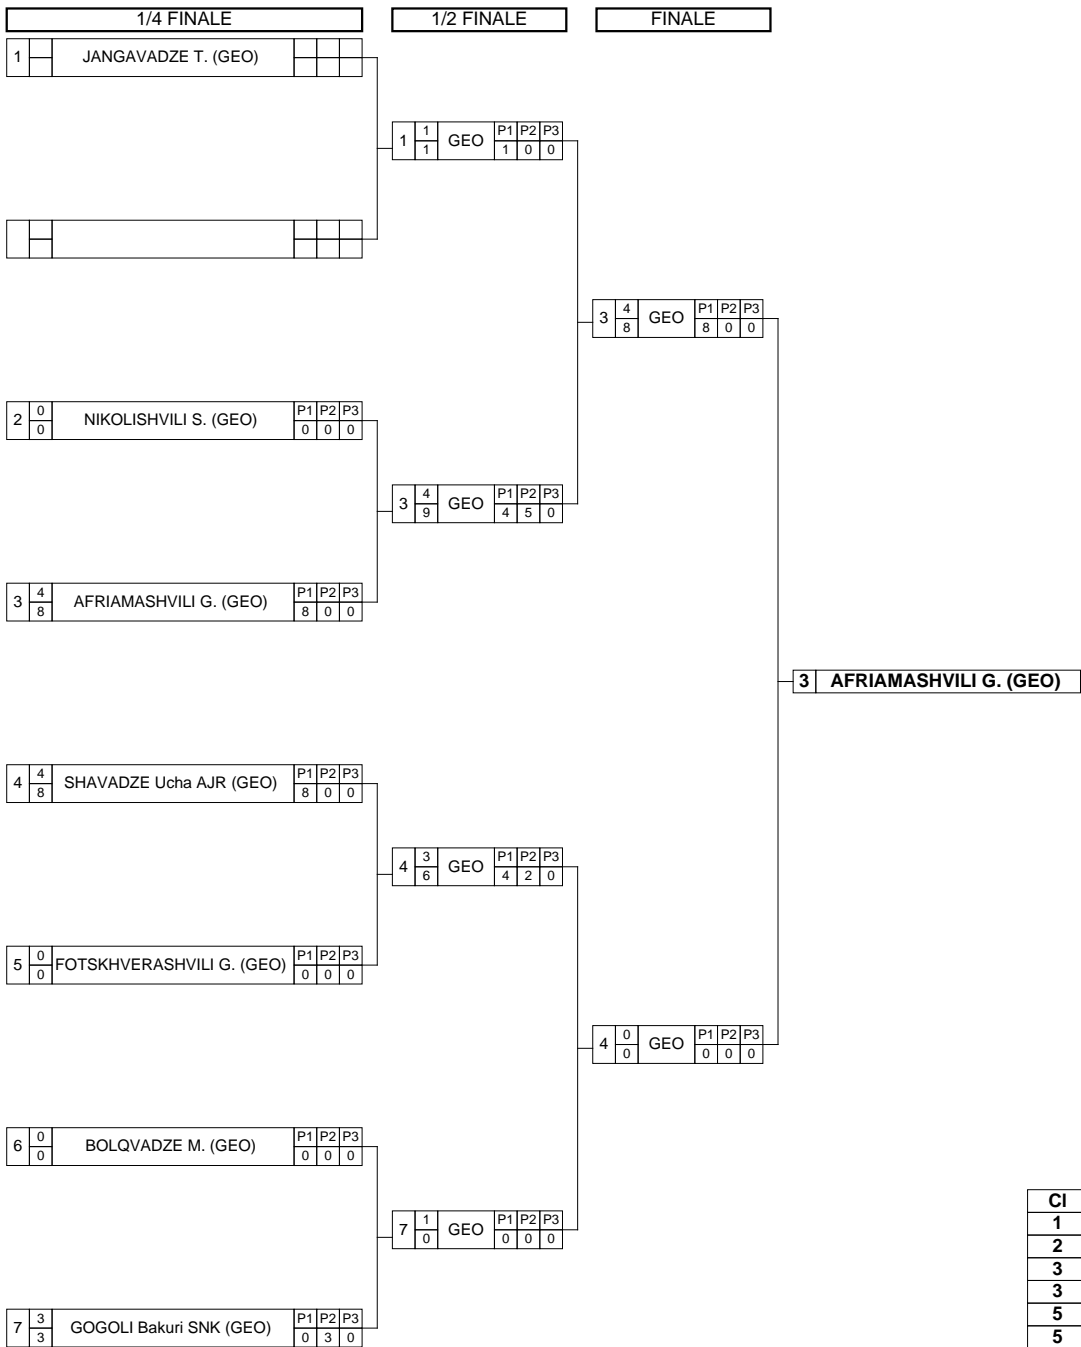 1/4 FINALE 1/2 FINALE FINALE
1 JANGAVADZE T. (GEO)
1 1 GEO P1 P2 P3
1 1 0 0
3 4 GEO P1 P2 P3
8 8 0 0
2 0 NIKOLISHVILI S. (GEO) P1 P2 P3
0 0 0 0
3 4 GEO P1 P2 P3
9 4 5 0
3 4 AFRIAMASHVILI G. (GEO) P1 P2 P3
8 8 0 0
3 AFRIAMASHVILI G. (GEO)
4 4 SHAVADZE Ucha AJR (GEO) P1 P2 P3
8 8 0 0
4 3 GEO P1 P2 P3
6 4 2 0
5 0 FOTSKHVERASHVILI G. (GEO) P1 P2 P3
0 0 0 0
4 0 GEO P1 P2 P3
0 0 0 0
6 0 BOLQVADZE M. (GEO) P1 P2 P3
0 0 0 0
7 1 GEO P1 P2 P3
0 0 0 0
7 3 GOGOLI Bakuri SNK (GEO) P1 P2 P3
3 0 3 0
Cl
1
2
3
3
5
5